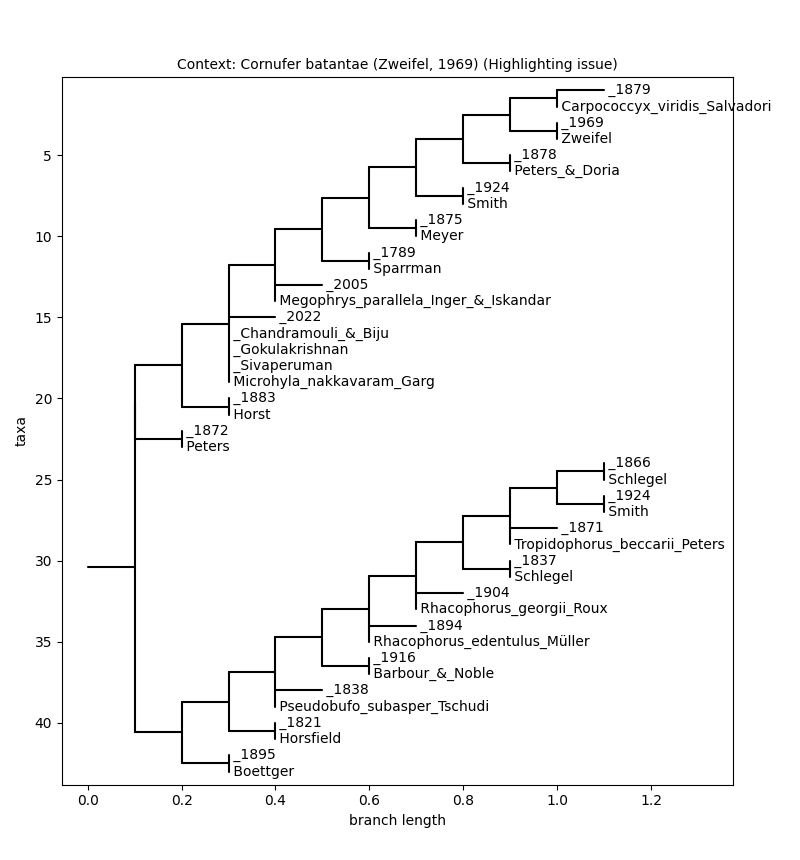 Context: Cornufer batantae (Zweifel, 1969) (Highlighting issue)
_1879
Carpococcyx_viridis_Salvadori
_1969
Zweifel
5
_1878
Peters_&_Doria
_1924
Smith
_1875
10
Meyer
_1789
Sparrman
_2005
Megophrys_parallela_Inger_&_Iskandar
15
_2022
_Chandramouli_&_Biju
_Gokulakrishnan
_Sivaperuman
Microhyla_nakkavaram_Garg
20
_1883
Horst
_1872
Peters
_1866
25
Schlegel
_1924
Smith
_1871
Tropidophorus_beccarii_Peters
30
_1837
Schlegel
_1904
Rhacophorus_georgii_Roux
_1894
35
Rhacophorus_edentulus_Müller
_1916
Barbour_&_Noble
_1838
Pseudobufo_subasper_Tschudi
40
_1821
Horsfield
_1895
Boettger
taxa
0.0 0.2 0.4 0.6 0.8 1.0 1.2
branch length